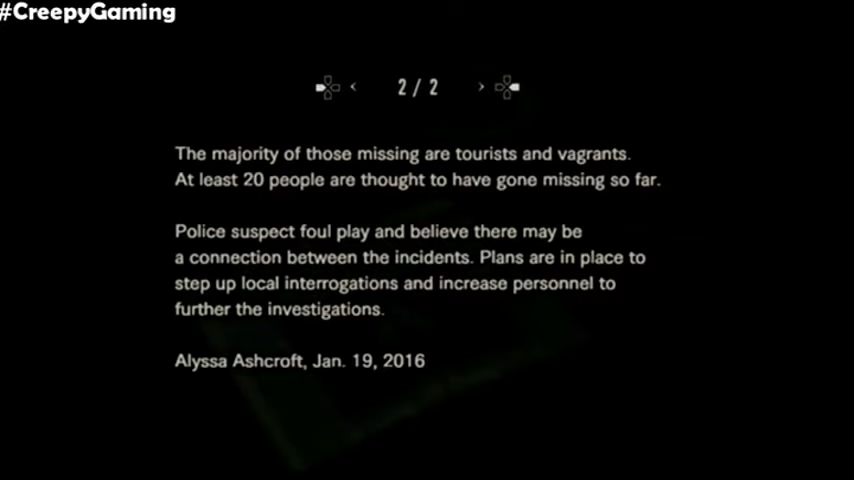 #CreepyGaming
< 2 / 2 >
The majority of those missing are tourists and vagrants.
At least 20 people are thought to have gone missing so far.
Police suspect foul play and believe there may be
a connection between the incidents. Plans are in place to
step up local interrogations and increase personnel to
further the investigations.
Alyssa Ashcroft, Jan. 19, 2016